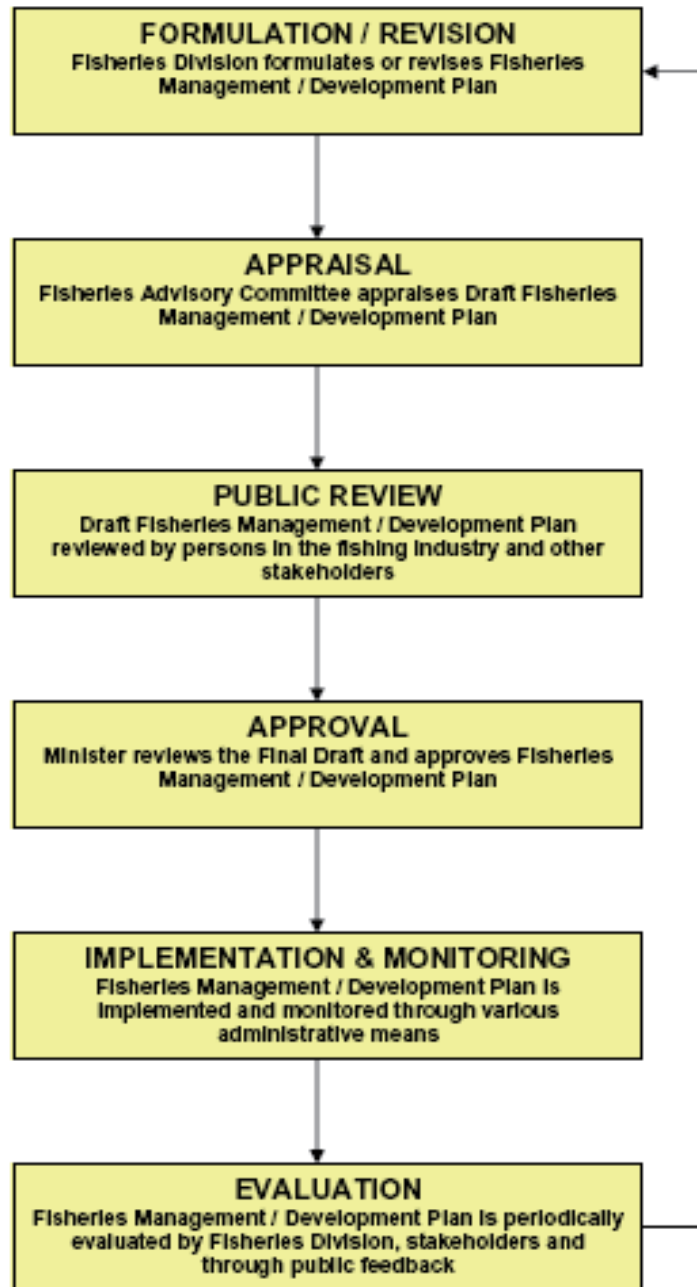 FORMULATION / REVISION
Fisheries Division formulates or revises Fisheries
Management / Development Plan
APPRAISAL
Fisheries Advisory Committee appraises Draft Fisheries
Management / Development Plan
PUBLIC REVIEW
Draft Fisheries Management / Development Plan
reviewed by persons in the fishing industry and other
stakeholders
APPROVAL
Minister reviews the Final Draft and approves Fisheries
Management / Development Plan
IMPLEMENTATION & MONITORING
Fisheries Management / Development Plan is
implemented and monitored through various
administrative means
EVALUATION
Fisheries Management / Development Plan is periodically
evaluated by Fisheries Division, stakeholders and
through public feedback